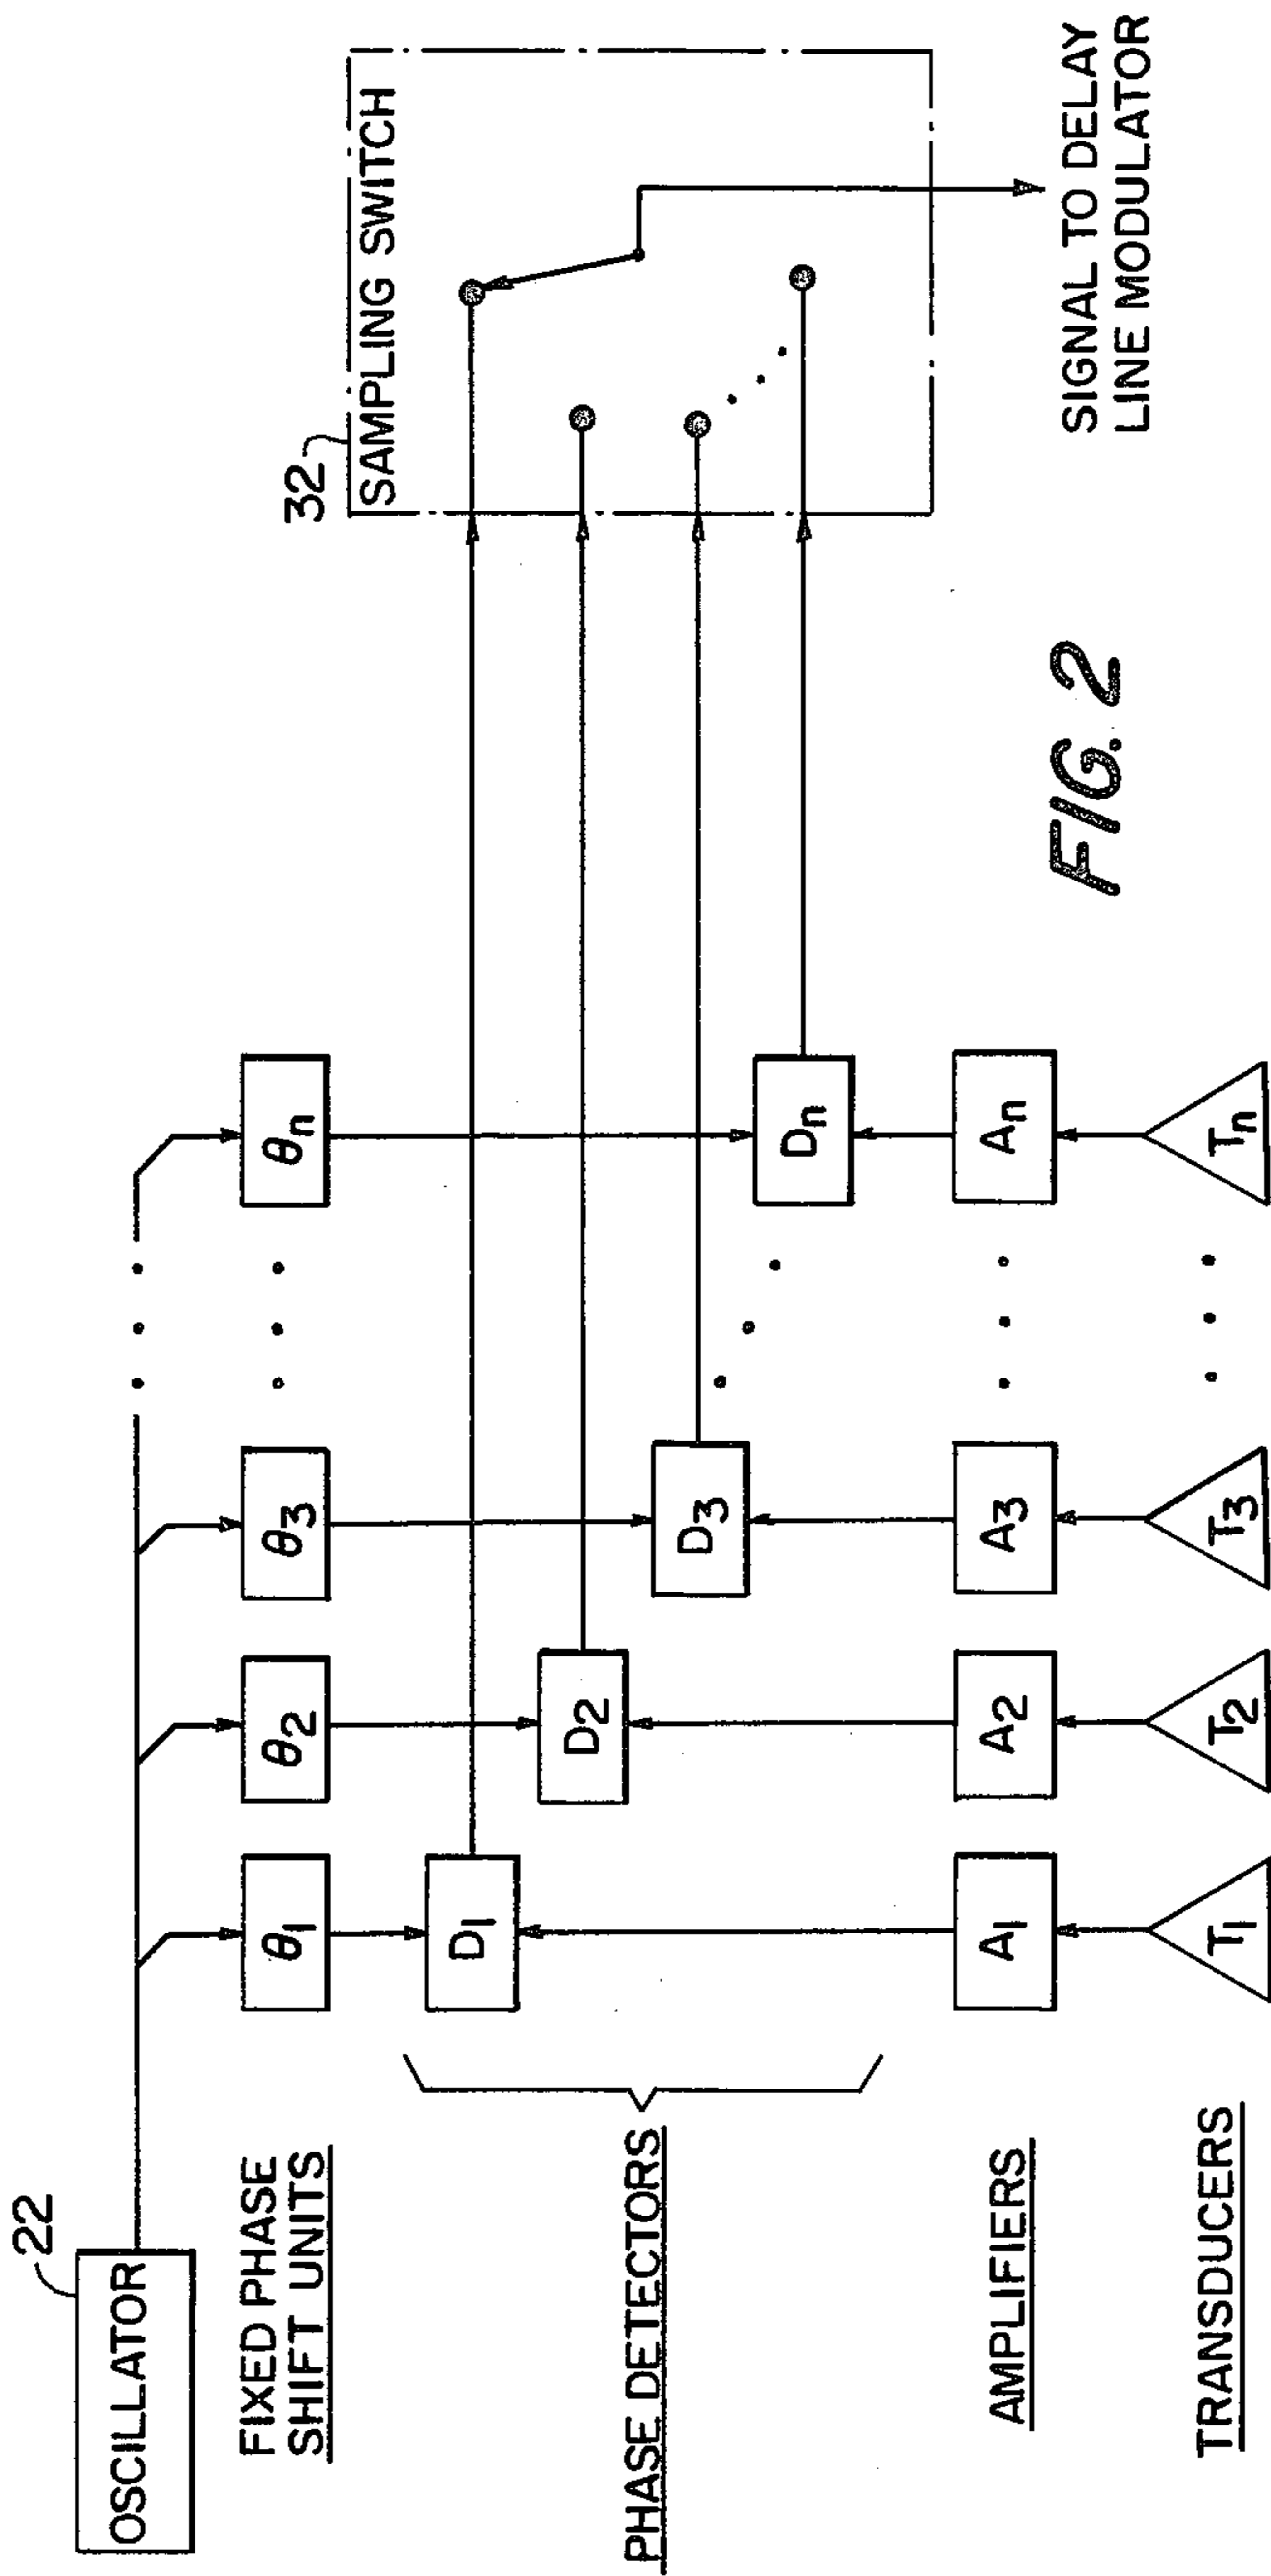 22
OSCILLATOR
FIXED PHASE
SHIFT UNITS
θ1 θ2 θ3 θn
PHASE DETECTORS
D1
D2
D3
Dn
AMPLIFIERS
A1 A2 A3 An
TRANSDUCERS
T1 T2 T3 Tn
32
SAMPLING SWITCH
SIGNAL TO DELAY
LINE MODULATOR
FIG. 2